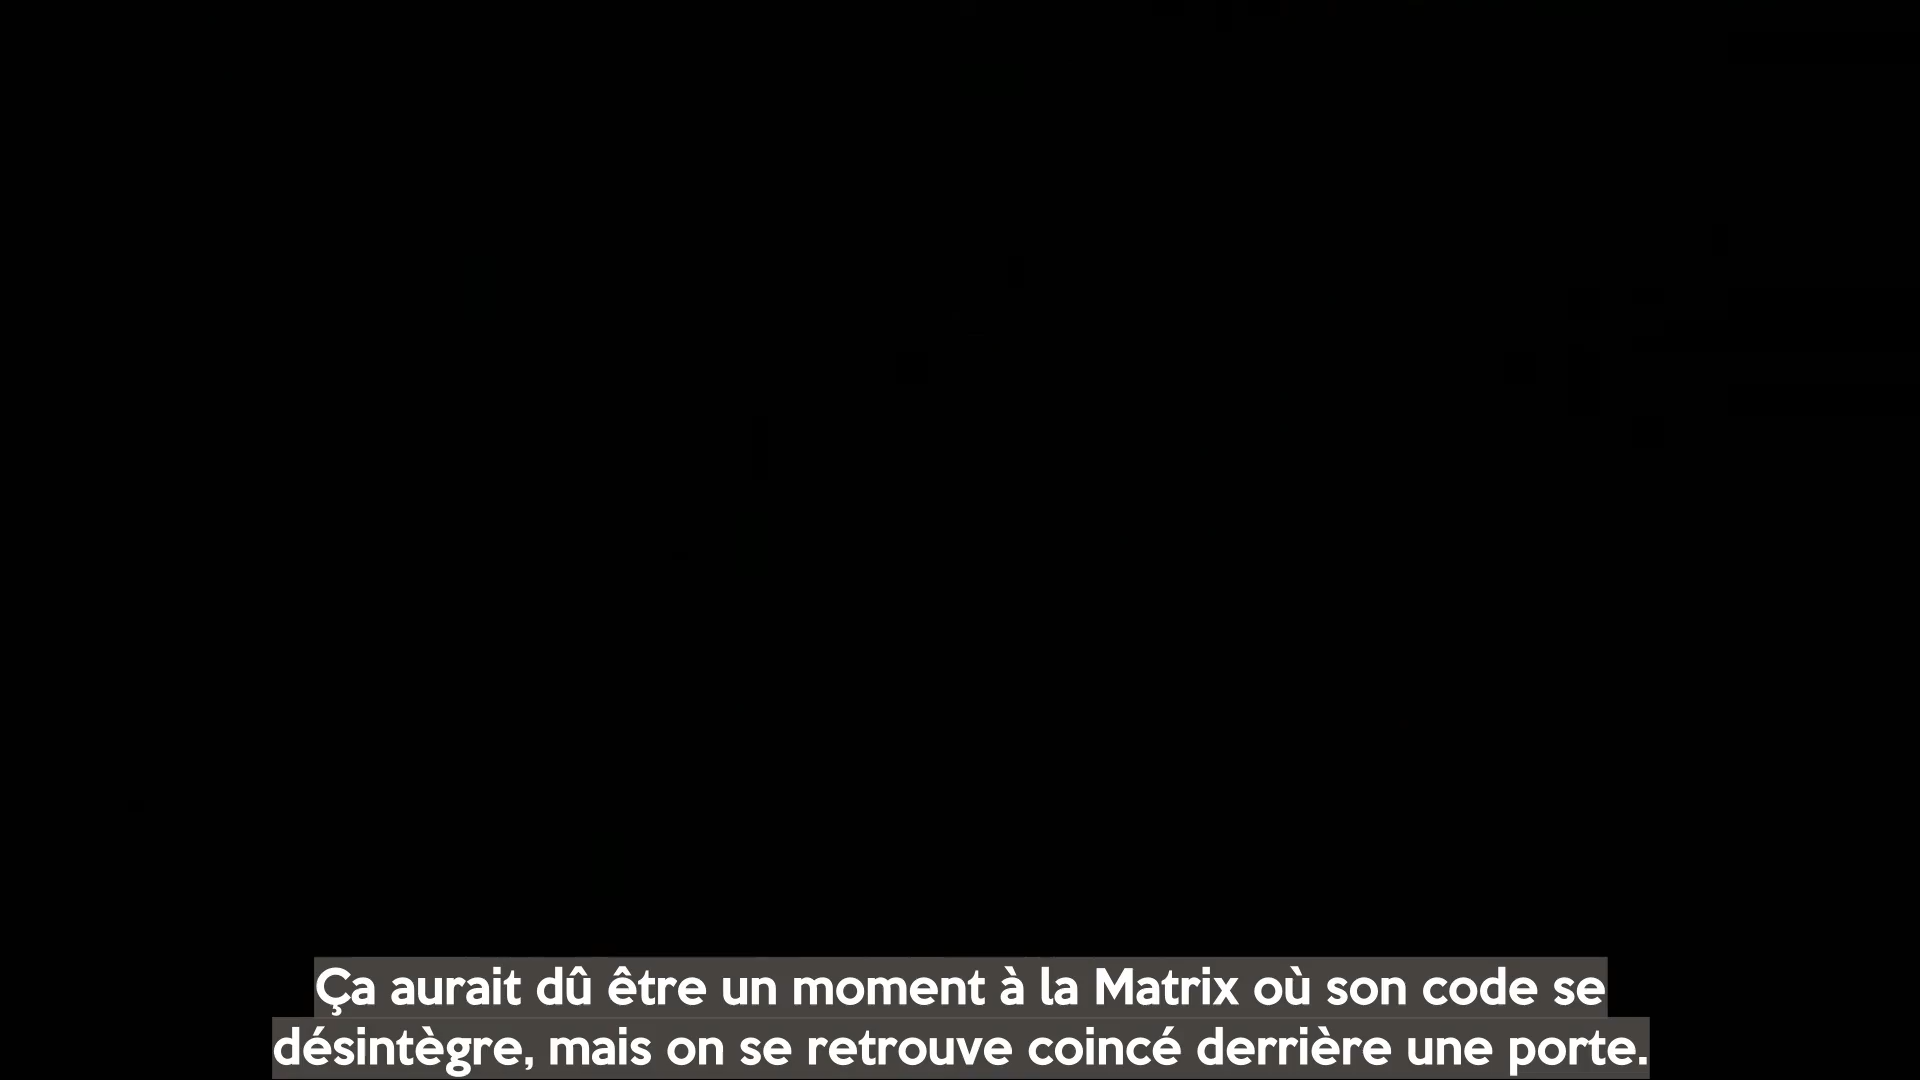 Ça aurait dû être un moment à la Matrix où son code se
désintègre, mais on se retrouve coincé derrière une porte.